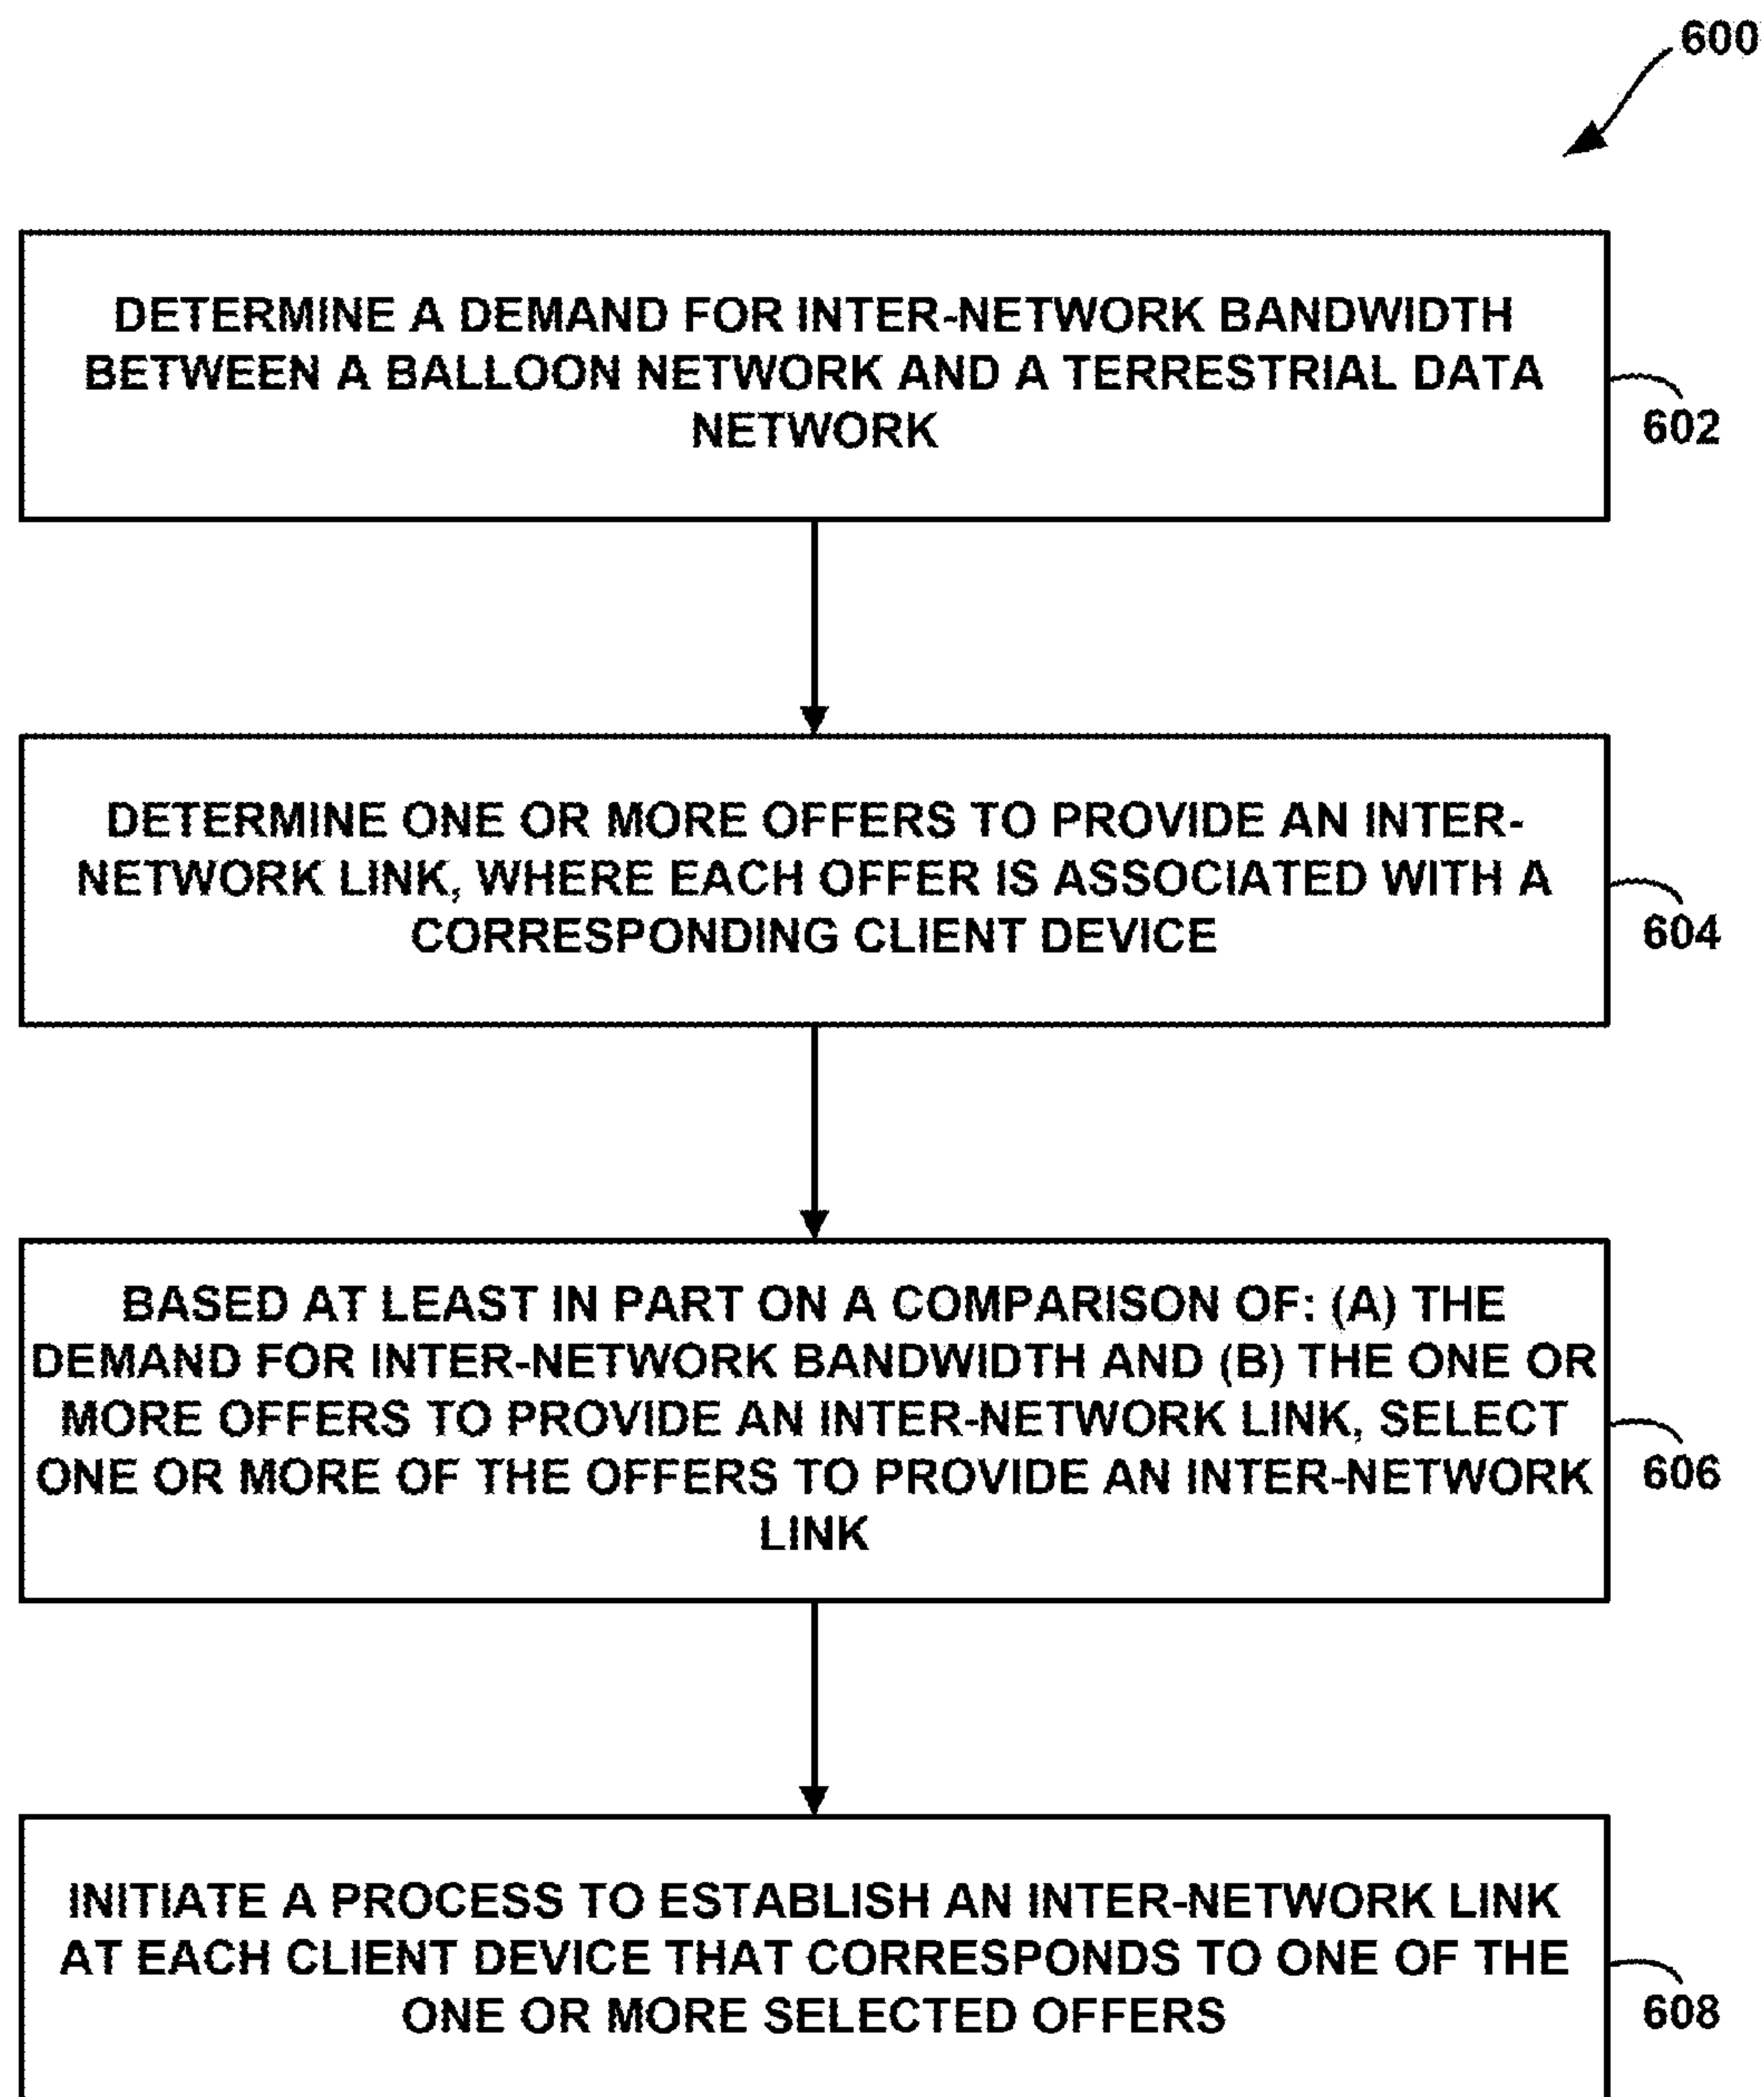 600
DETERMINE A DEMAND FOR INTER-NETWORK BANDWIDTH
BETWEEN A BALLOON NETWORK AND A TERRESTRIAL DATA
NETWORK
602
DETERMINE ONE OR MORE OFFERS TO PROVIDE AN INTER-
NETWORK LINK, WHERE EACH OFFER IS ASSOCIATED WITH A
CORRESPONDING CLIENT DEVICE
604
BASED AT LEAST IN PART ON A COMPARISON OF: (A) THE
DEMAND FOR INTER-NETWORK BANDWIDTH AND (B) THE ONE OR
MORE OFFERS TO PROVIDE AN INTER-NETWORK LINK, SELECT
ONE OR MORE OF THE OFFERS TO PROVIDE AN INTER-NETWORK
LINK
606
INITIATE A PROCESS TO ESTABLISH AN INTER-NETWORK LINK
AT EACH CLIENT DEVICE THAT CORRESPONDS TO ONE OF THE
ONE OR MORE SELECTED OFFERS
608